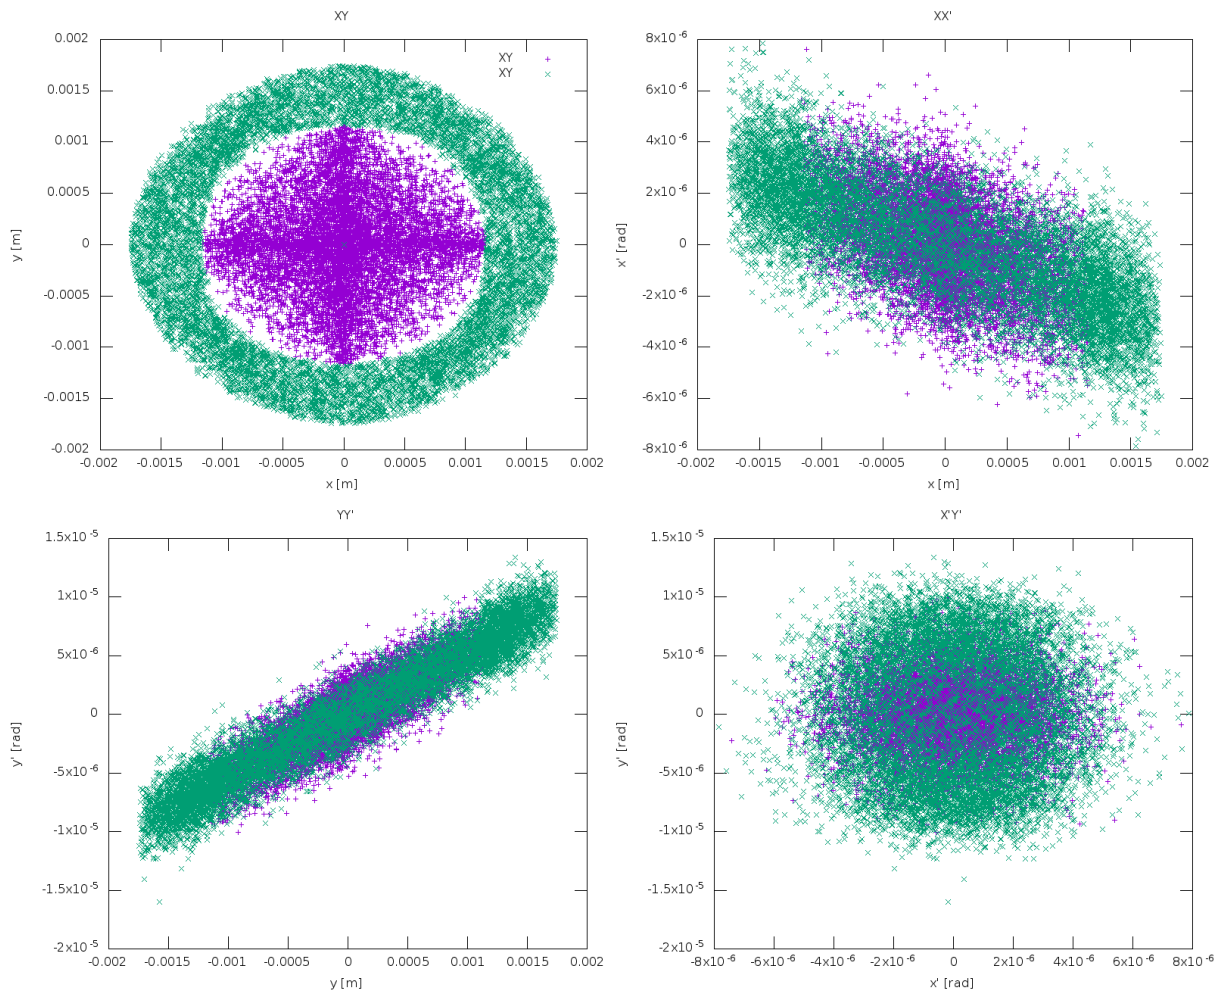 XY
0.002
0.0015
0.001
0.0005
0
-0.0005
-0.001
-0.0015
-0.002
y [m]
XY
XY
-0.002 -0.0015 -0.001 -0.0005 0 0.0005 0.001 0.0015 0.002
x [m]
XX'
8x10-6
6x10-6
4x10-6
2x10-6
0
-2x10-6
-4x10-6
-6x10-6
-8x10-6
x' [rad]
-0.002 -0.0015 -0.001 -0.0005 0 0.0005 0.001 0.0015 0.002
x [m]
YY'
1.5x10-5
1x10-5
5x10-6
0
-5x10-6
-1x10-5
-1.5x10-5
-2x10-5
y' [rad]
-0.002 -0.0015 -0.001 -0.0005 0 0.0005 0.001 0.0015 0.002
y [m]
X'Y'
1.5x10-5
1x10-5
5x10-6
0
-5x10-6
-1x10-5
-1.5x10-5
-2x10-5
y' [rad]
-8x10-6 -6x10-6 -4x10-6 -2x10-6 0 2x10-6 4x10-6 6x10-6 8x10-6
x' [rad]